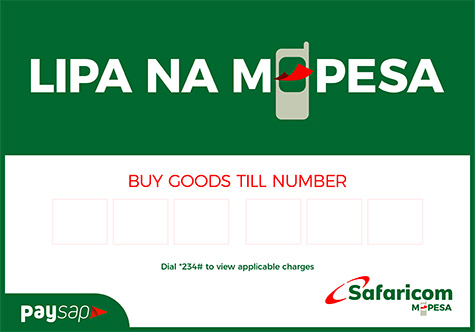 LIPA NA M-PESA
BUY GOODS TILL NUMBER
Dial *234# to view applicable charges
paysap
Safaricom
M-PESA